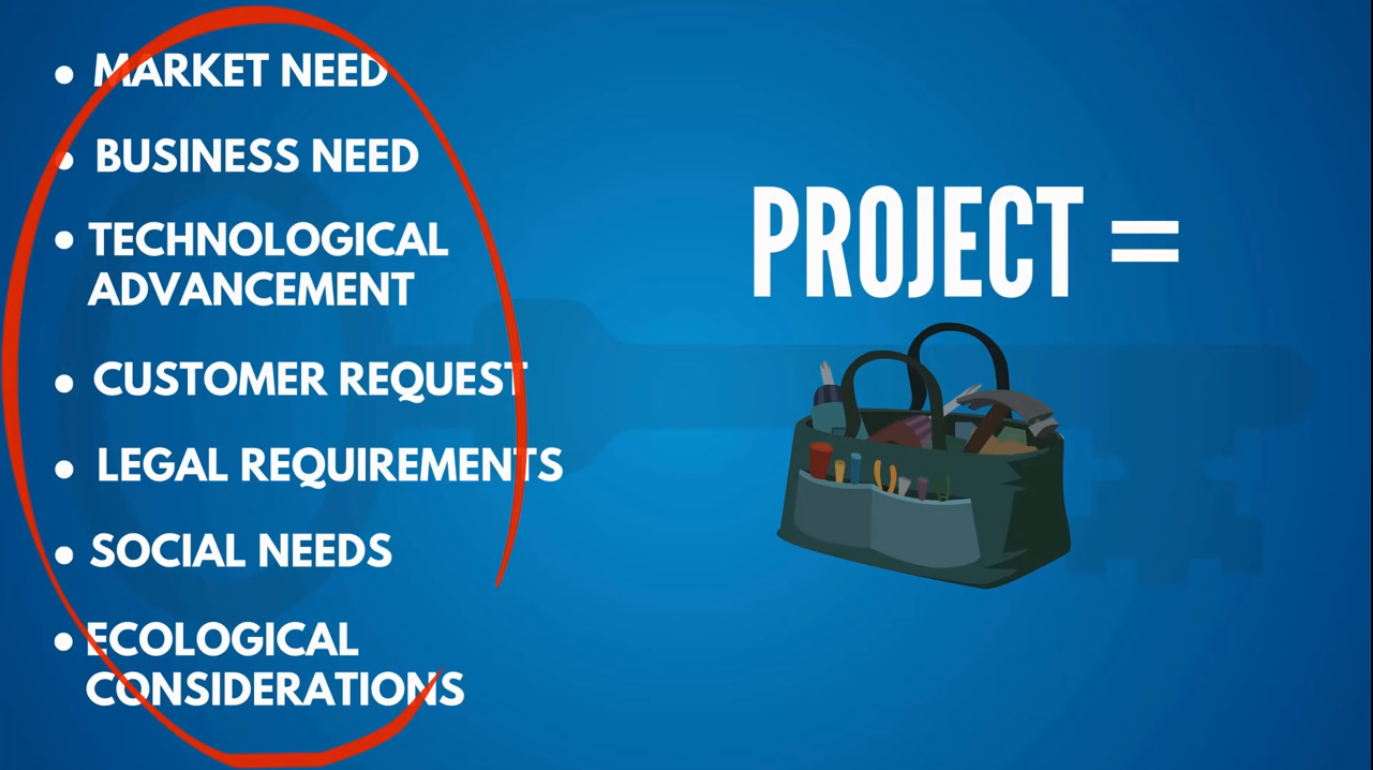 MARKET NEED
BUSINESS NEED
TECHNOLOGICAL
ADVANCEMENT
CUSTOMER REQUEST
LEGAL REQUIREMENTS
SOCIAL NEEDS
ECOLOGICAL
CONSIDERATIONS
PROJECT =